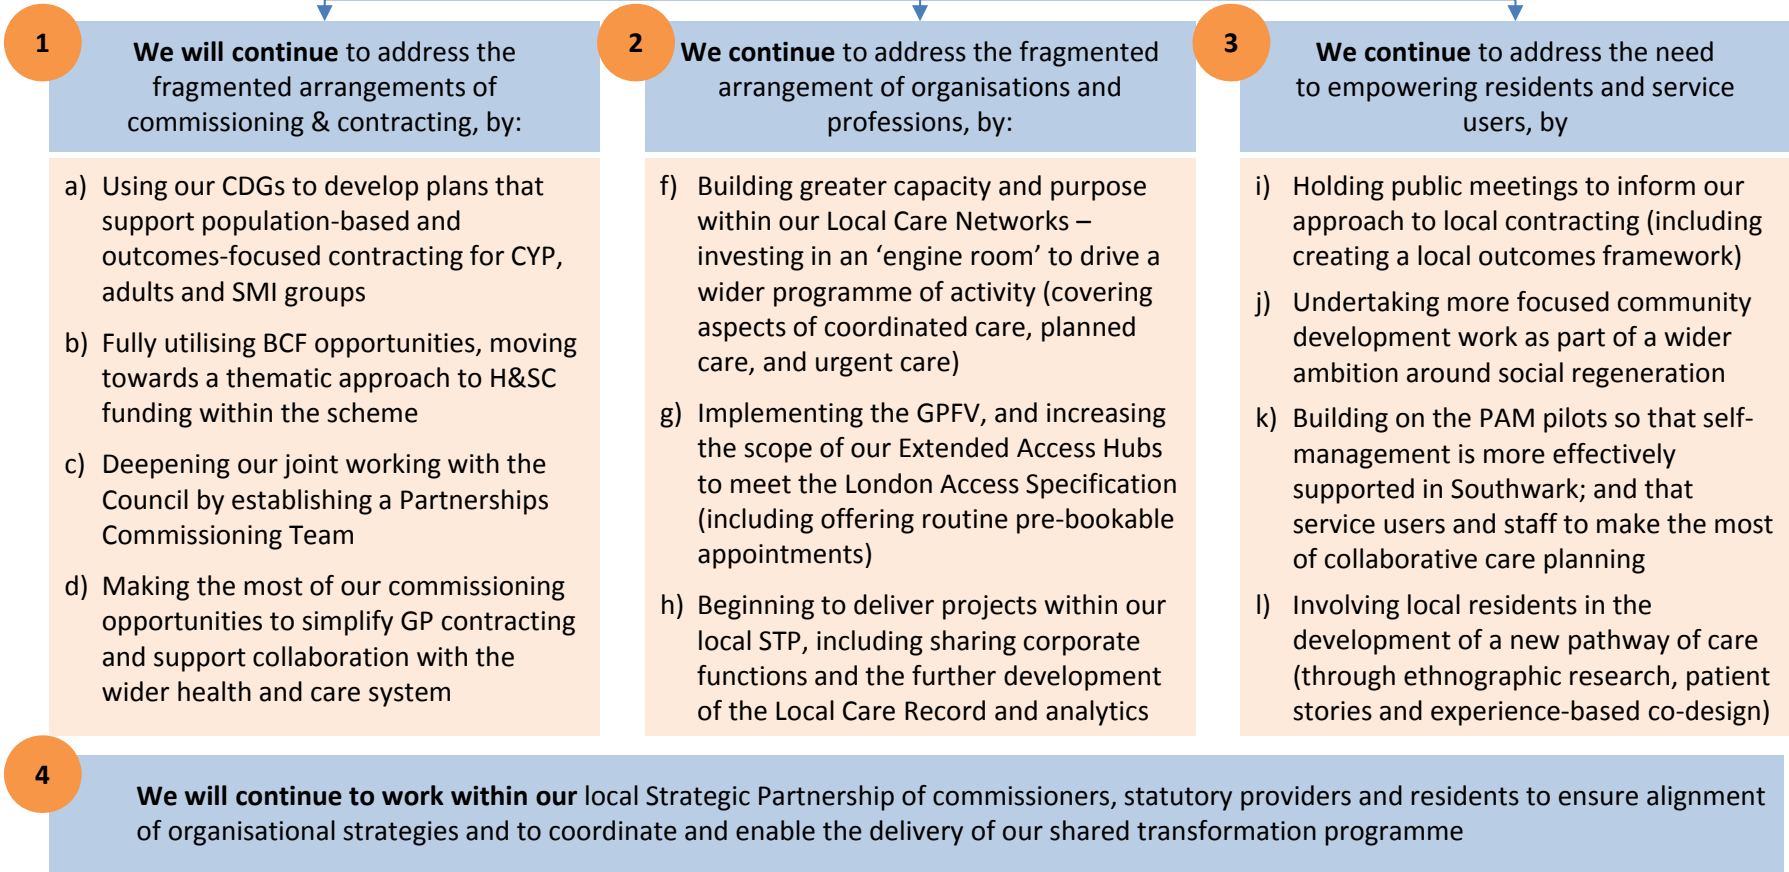 1
We will continue to address the
fragmented arrangements of
commissioning & contracting, by:
a) Using our CDGs to develop plans that
support population-based and
outcomes-focused contracting for CYP,
adults and SMI groups
b) Fully utilising BCF opportunities, moving
towards a thematic approach to H&SC
funding within the scheme
c) Deepening our joint working with the
Council by establishing a Partnerships
Commissioning Team
d) Making the most of our commissioning
opportunities to simplify GP contracting
and support collaboration with the
wider health and care system
2
We continue to address the fragmented
arrangement of organisations and
professions, by:
f) Building greater capacity and purpose
within our Local Care Networks –
investing in an ‘engine room’ to drive a
wider programme of activity (covering
aspects of coordinated care, planned
care, and urgent care)
g) Implementing the GPFV, and increasing
the scope of our Extended Access Hubs
to meet the London Access Specification
(including offering routine pre-bookable
appointments)
h) Beginning to deliver projects within our
local STP, including sharing corporate
functions and the further development
of the Local Care Record and analytics
3
We continue to address the need
to empowering residents and service
users, by
i) Holding public meetings to inform our
approach to local contracting (including
creating a local outcomes framework)
j) Undertaking more focused community
development work as part of a wider
ambition around social regeneration
k) Building on the PAM pilots so that self-
management is more effectively
supported in Southwark; and that
service users and staff to make the most
of collaborative care planning
l) Involving local residents in the
development of a new pathway of care
(through ethnographic research, patient
stories and experience-based co-design)
4
We will continue to work within our local Strategic Partnership of commissioners, statutory providers and residents to ensure alignment
of organisational strategies and to coordinate and enable the delivery of our shared transformation programme